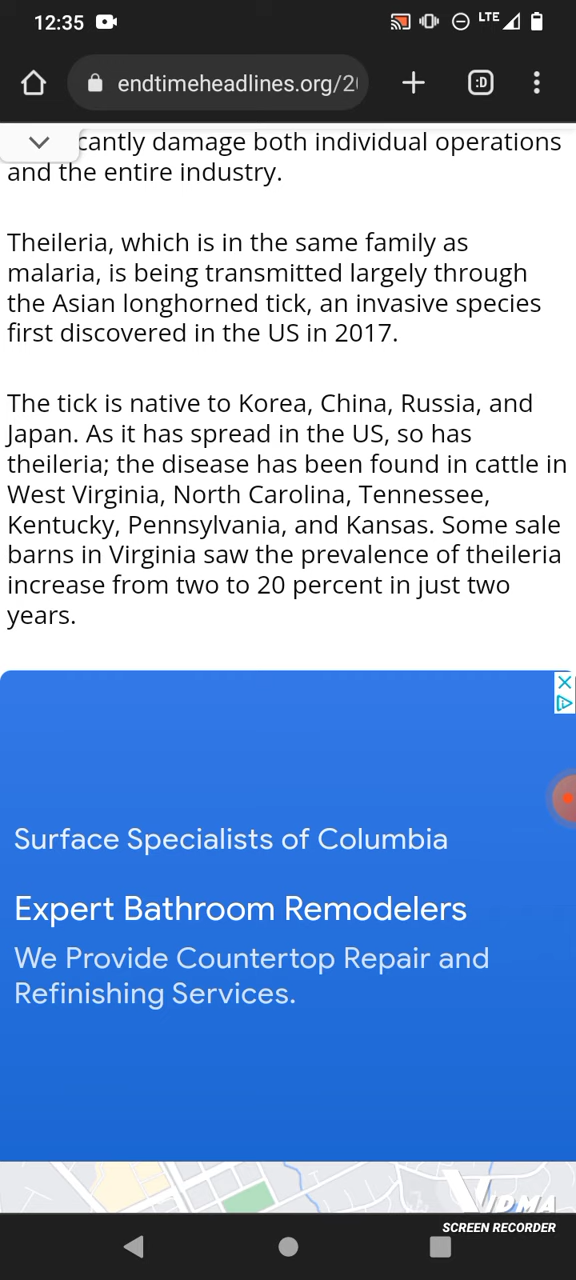 12:35
LTE
endtimeheadlines.org/2
:D
cantly damage both individual operations
and the entire industry.
Theileria, which is in the same family as
malaria, is being transmitted largely through
the Asian longhorned tick, an invasive species
first discovered in the US in 2017.
The tick is native to Korea, China, Russia, and
Japan. As it has spread in the US, so has
theileria; the disease has been found in cattle in
West Virginia, North Carolina, Tennessee,
Kentucky, Pennsylvania, and Kansas. Some sale
barns in Virginia saw the prevalence of theileria
increase from two to 20 percent in just two
years.
Surface Specialists of Columbia
Expert Bathroom Remodelers
We Provide Countertop Repair and
Refinishing Services.
VIDMA
SCREEN RECORDER